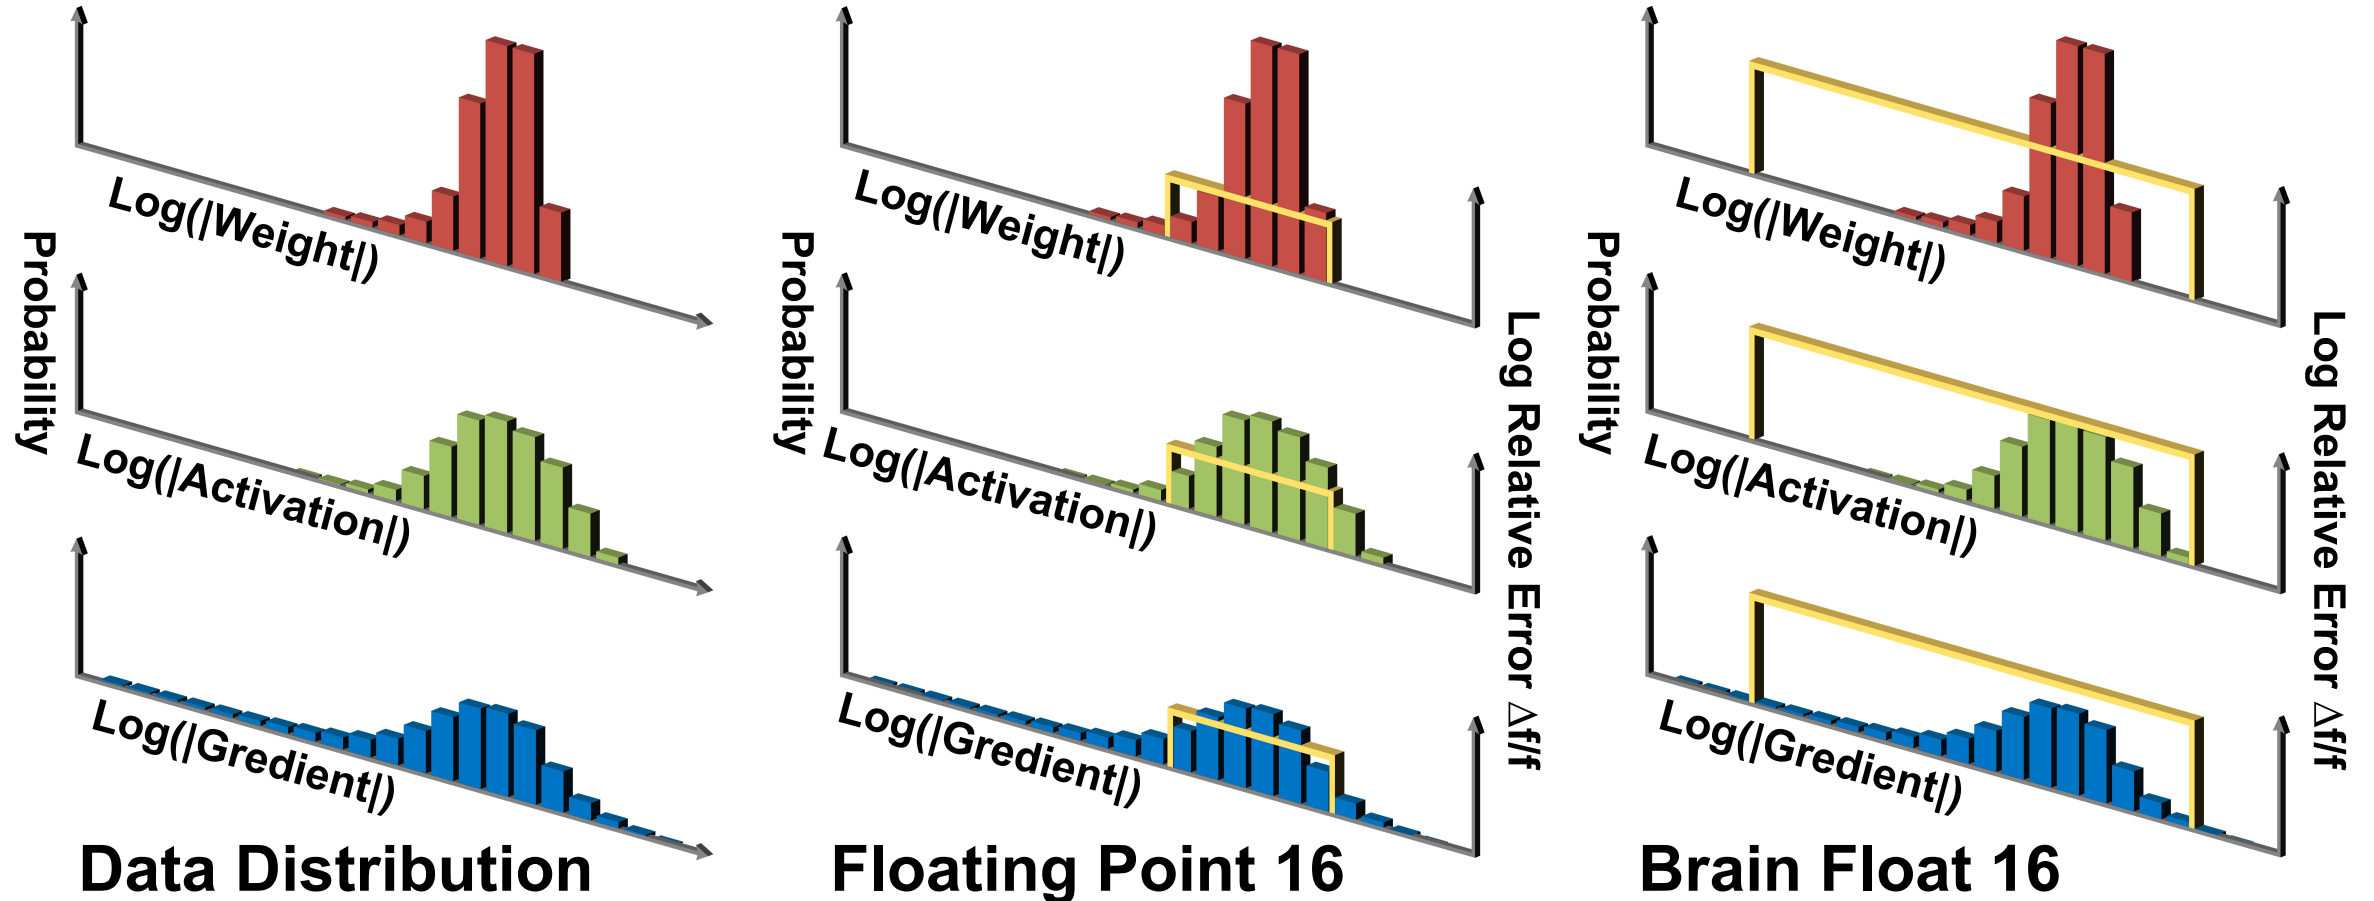 Probability
Log(|Weight|)
Log(|Activation|)
Log(|Gredient|)
Data Distribution
Probability
Log(|Weight|)
Log(|Activation|)
Log(|Gredient|)
Log Relative Error Δf/f
Floating Point 16
Probability
Log(|Weight|)
Log(|Activation|)
Log(|Gredient|)
Log Relative Error Δf/f
Brain Float 16